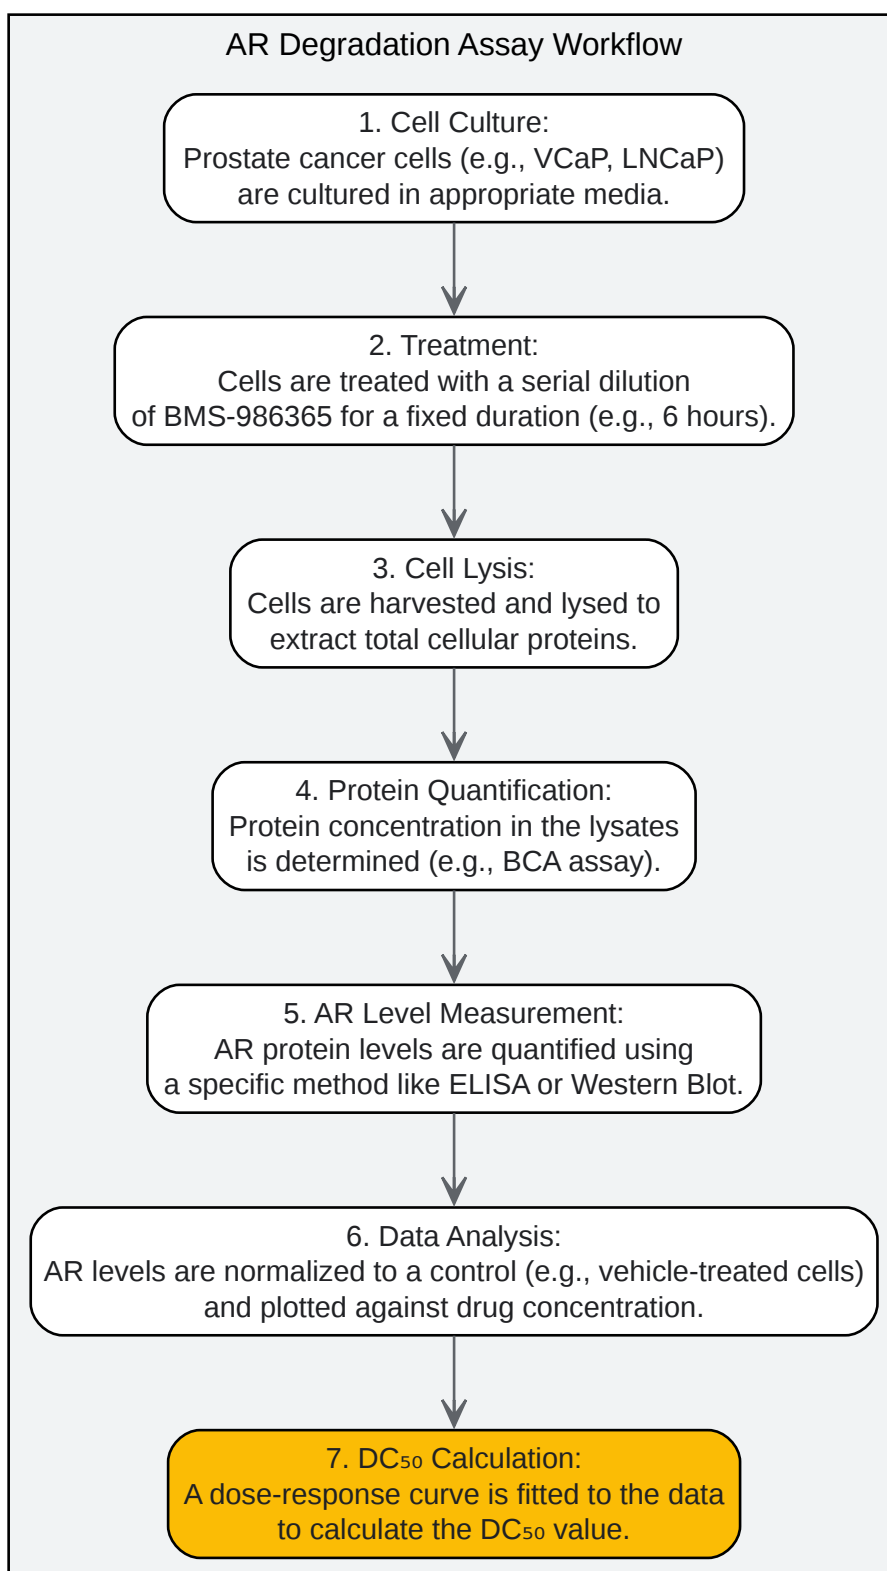 AR Degradation Assay Workflow
1. Cell Culture:
Prostate cancer cells (e.g., VCaP, LNCaP)
are cultured in appropriate media.
2. Treatment:
Cells are treated with a serial dilution
of BMS-986365 for a fixed duration (e.g., 6 hours).
3. Cell Lysis:
Cells are harvested and lysed to
extract total cellular proteins.
4. Protein Quantification:
Protein concentration in the lysates
is determined (e.g., BCA assay).
5. AR Level Measurement:
AR protein levels are quantified using
a specific method like ELISA or Western Blot.
6. Data Analysis:
AR levels are normalized to a control (e.g., vehicle-treated cells)
and plotted against drug concentration.
7. DC₅₀ Calculation:
A dose-response curve is fitted to the data
to calculate the DC₅₀ value.